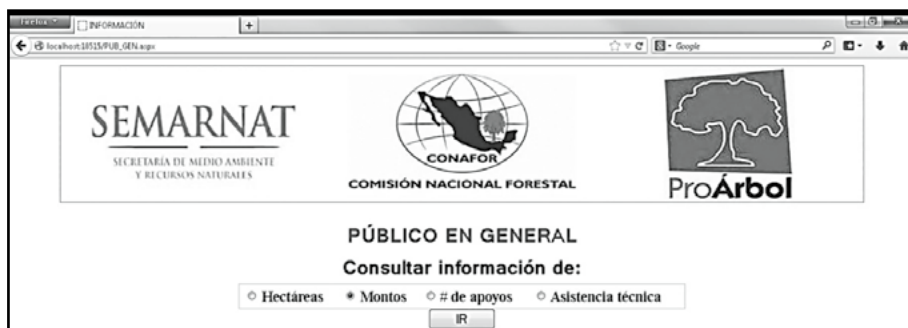 Firefox
INFORMACIÓN
+
localhost:18515/PUB_GEN.aspx
Google
SEMARNAT
SECRETARÍA DE MEDIO AMBIENTE
Y RECURSOS NATURALES
CONAFOR
COMISIÓN NACIONAL FORESTAL
ProÁrbol
PÚBLICO EN GENERAL
Consultar información de:
Hectáreas Montos # de apoyos Asistencia técnica
IR